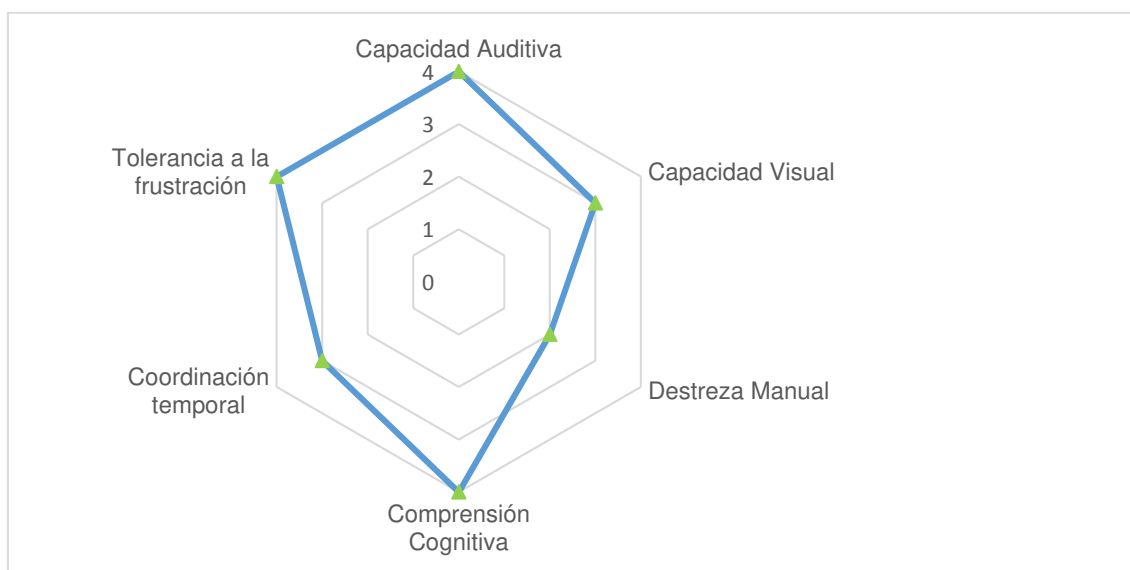 Capacidad Auditiva
4
3
2
1
0
Capacidad Visual
Destreza Manual
Comprensión
Cognitiva
Coordinación
temporal
Tolerancia a la
frustración